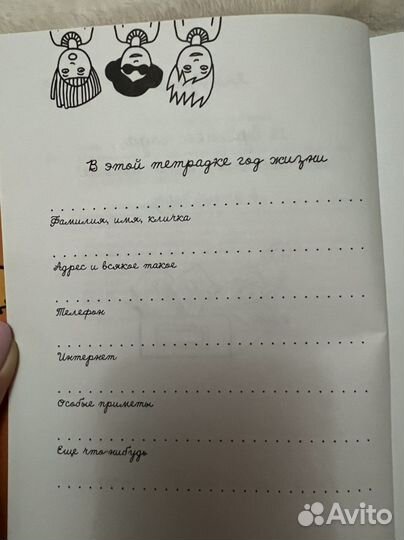 В этой тетрадке год жизни
Фамилия, имя, кличка
Адрес и всякое такое
Телефон
Интернет
Особые приметы
Еще что-нибудь
Avito